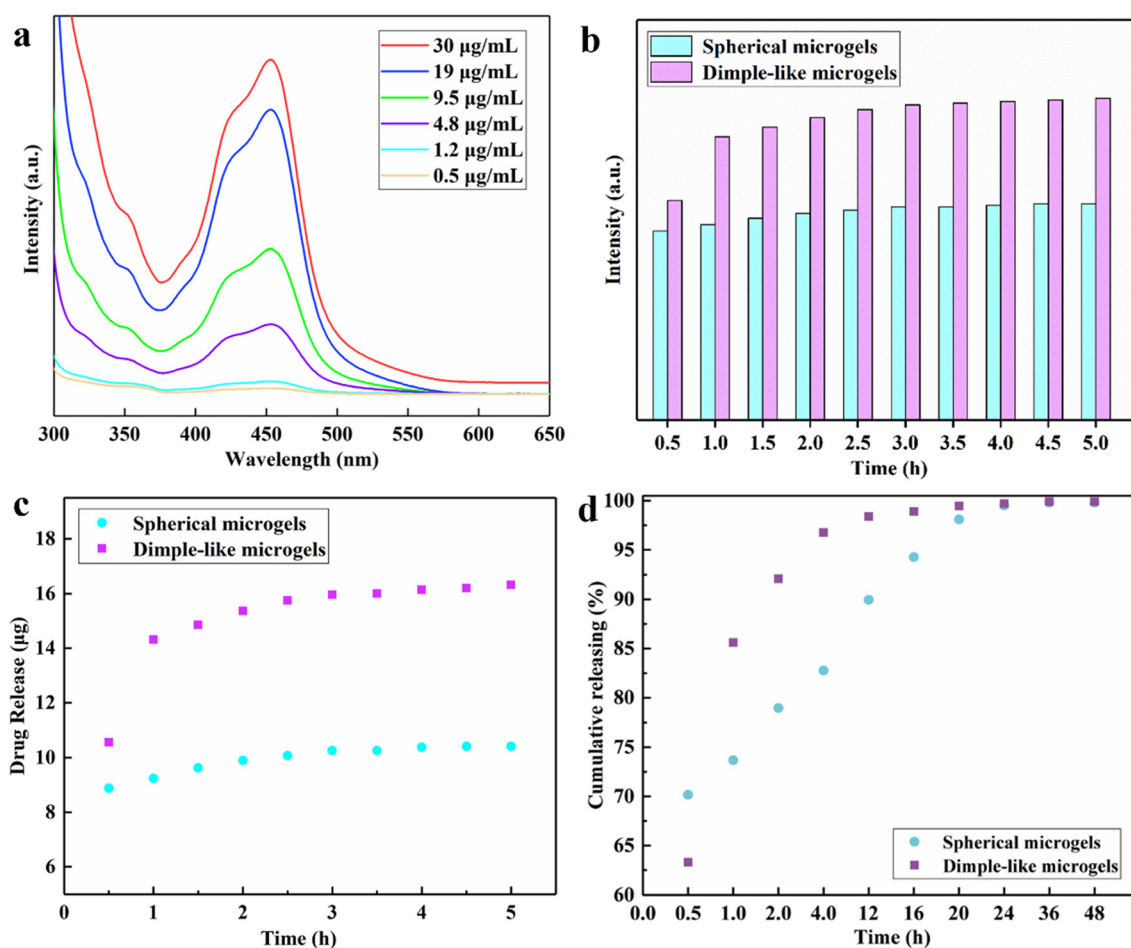 a
Intensity (a.u.)
30 μg/mL
19 μg/mL
9.5 μg/mL
4.8 μg/mL
1.2 μg/mL
0.5 μg/mL
300 350 400 450 500 550 600 650
Wavelength (nm)
b
Intensity (a.u.)
Spherical microgels
Dimple-like microgels
0.5 1.0 1.5 2.0 2.5 3.0 3.5 4.0 4.5 5.0
Time (h)
c
Drug Release (μg)
Spherical microgels
Dimple-like microgels
18
16
14
12
10
8
6
0 1 2 3 4 5
Time (h)
d
Cumulative releasing (%)
100
95
90
85
80
75
70
65
60
Spherical microgels
Dimple-like microgels
0.0 0.5 1.0 2.0 4.0 12 16 20 24 36 48
Time (h)